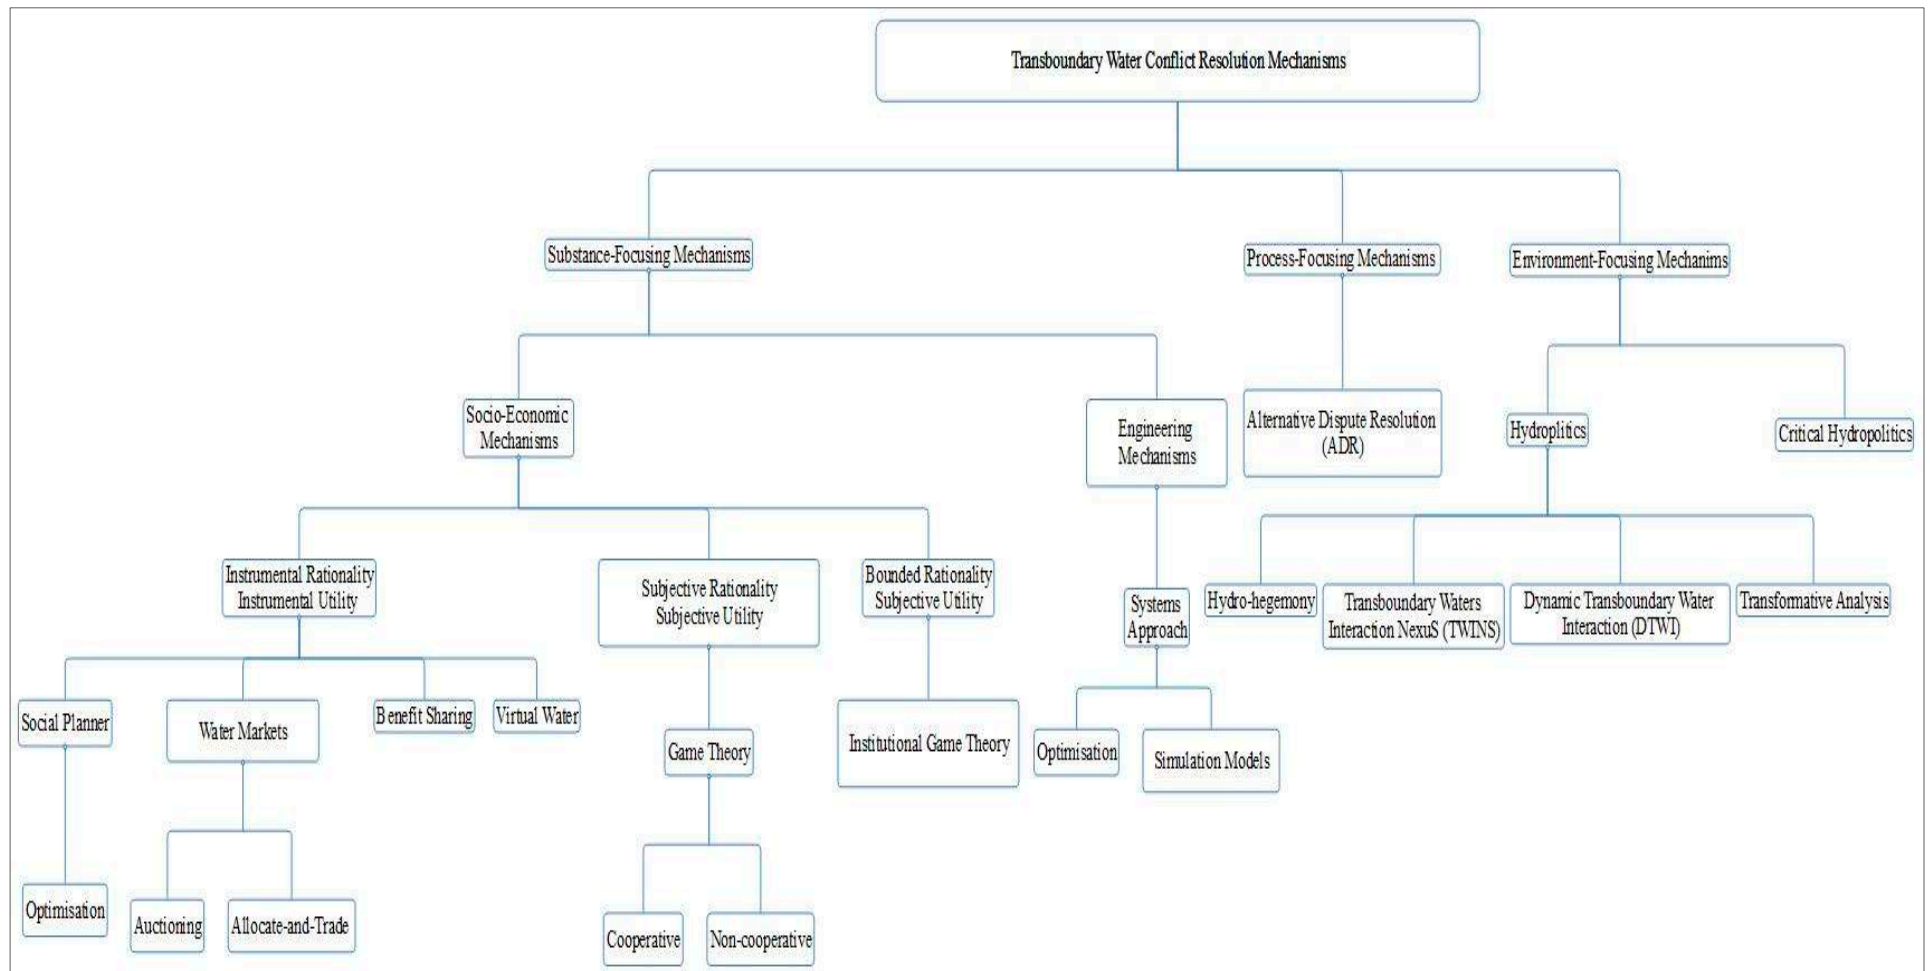 Transboundary Water Conflict Resolution Mechanisms
Substance-Focusing Mechanisms
Process-Focusing Mechanisms
Environment-Focusing Mechanims
Socio-Economic
Mechanisms
Engineering
Mechanisms
Alternative Dispute Resolution
(ADR)
Hydroplitics
Critical Hydropolitics
Instrumental Rationality
Instrumental Utility
Subjective Rationality
Subjective Utility
Bounded Rationality
Subjective Utility
Systems
Approach
Hydro-hegemony
Transboundary Waters
Interaction NexuS (TWINS)
Dynamic Transboundary Water
Interaction (DTWI)
Transformative Analysis
Social Planner
Water Markets
Benefit Sharing
Virtual Water
Game Theory
Institutional Game Theory
Optimisation
Simulation Models
Optimisation
Auctioning
Allocate-and-Trade
Cooperative
Non-cooperative